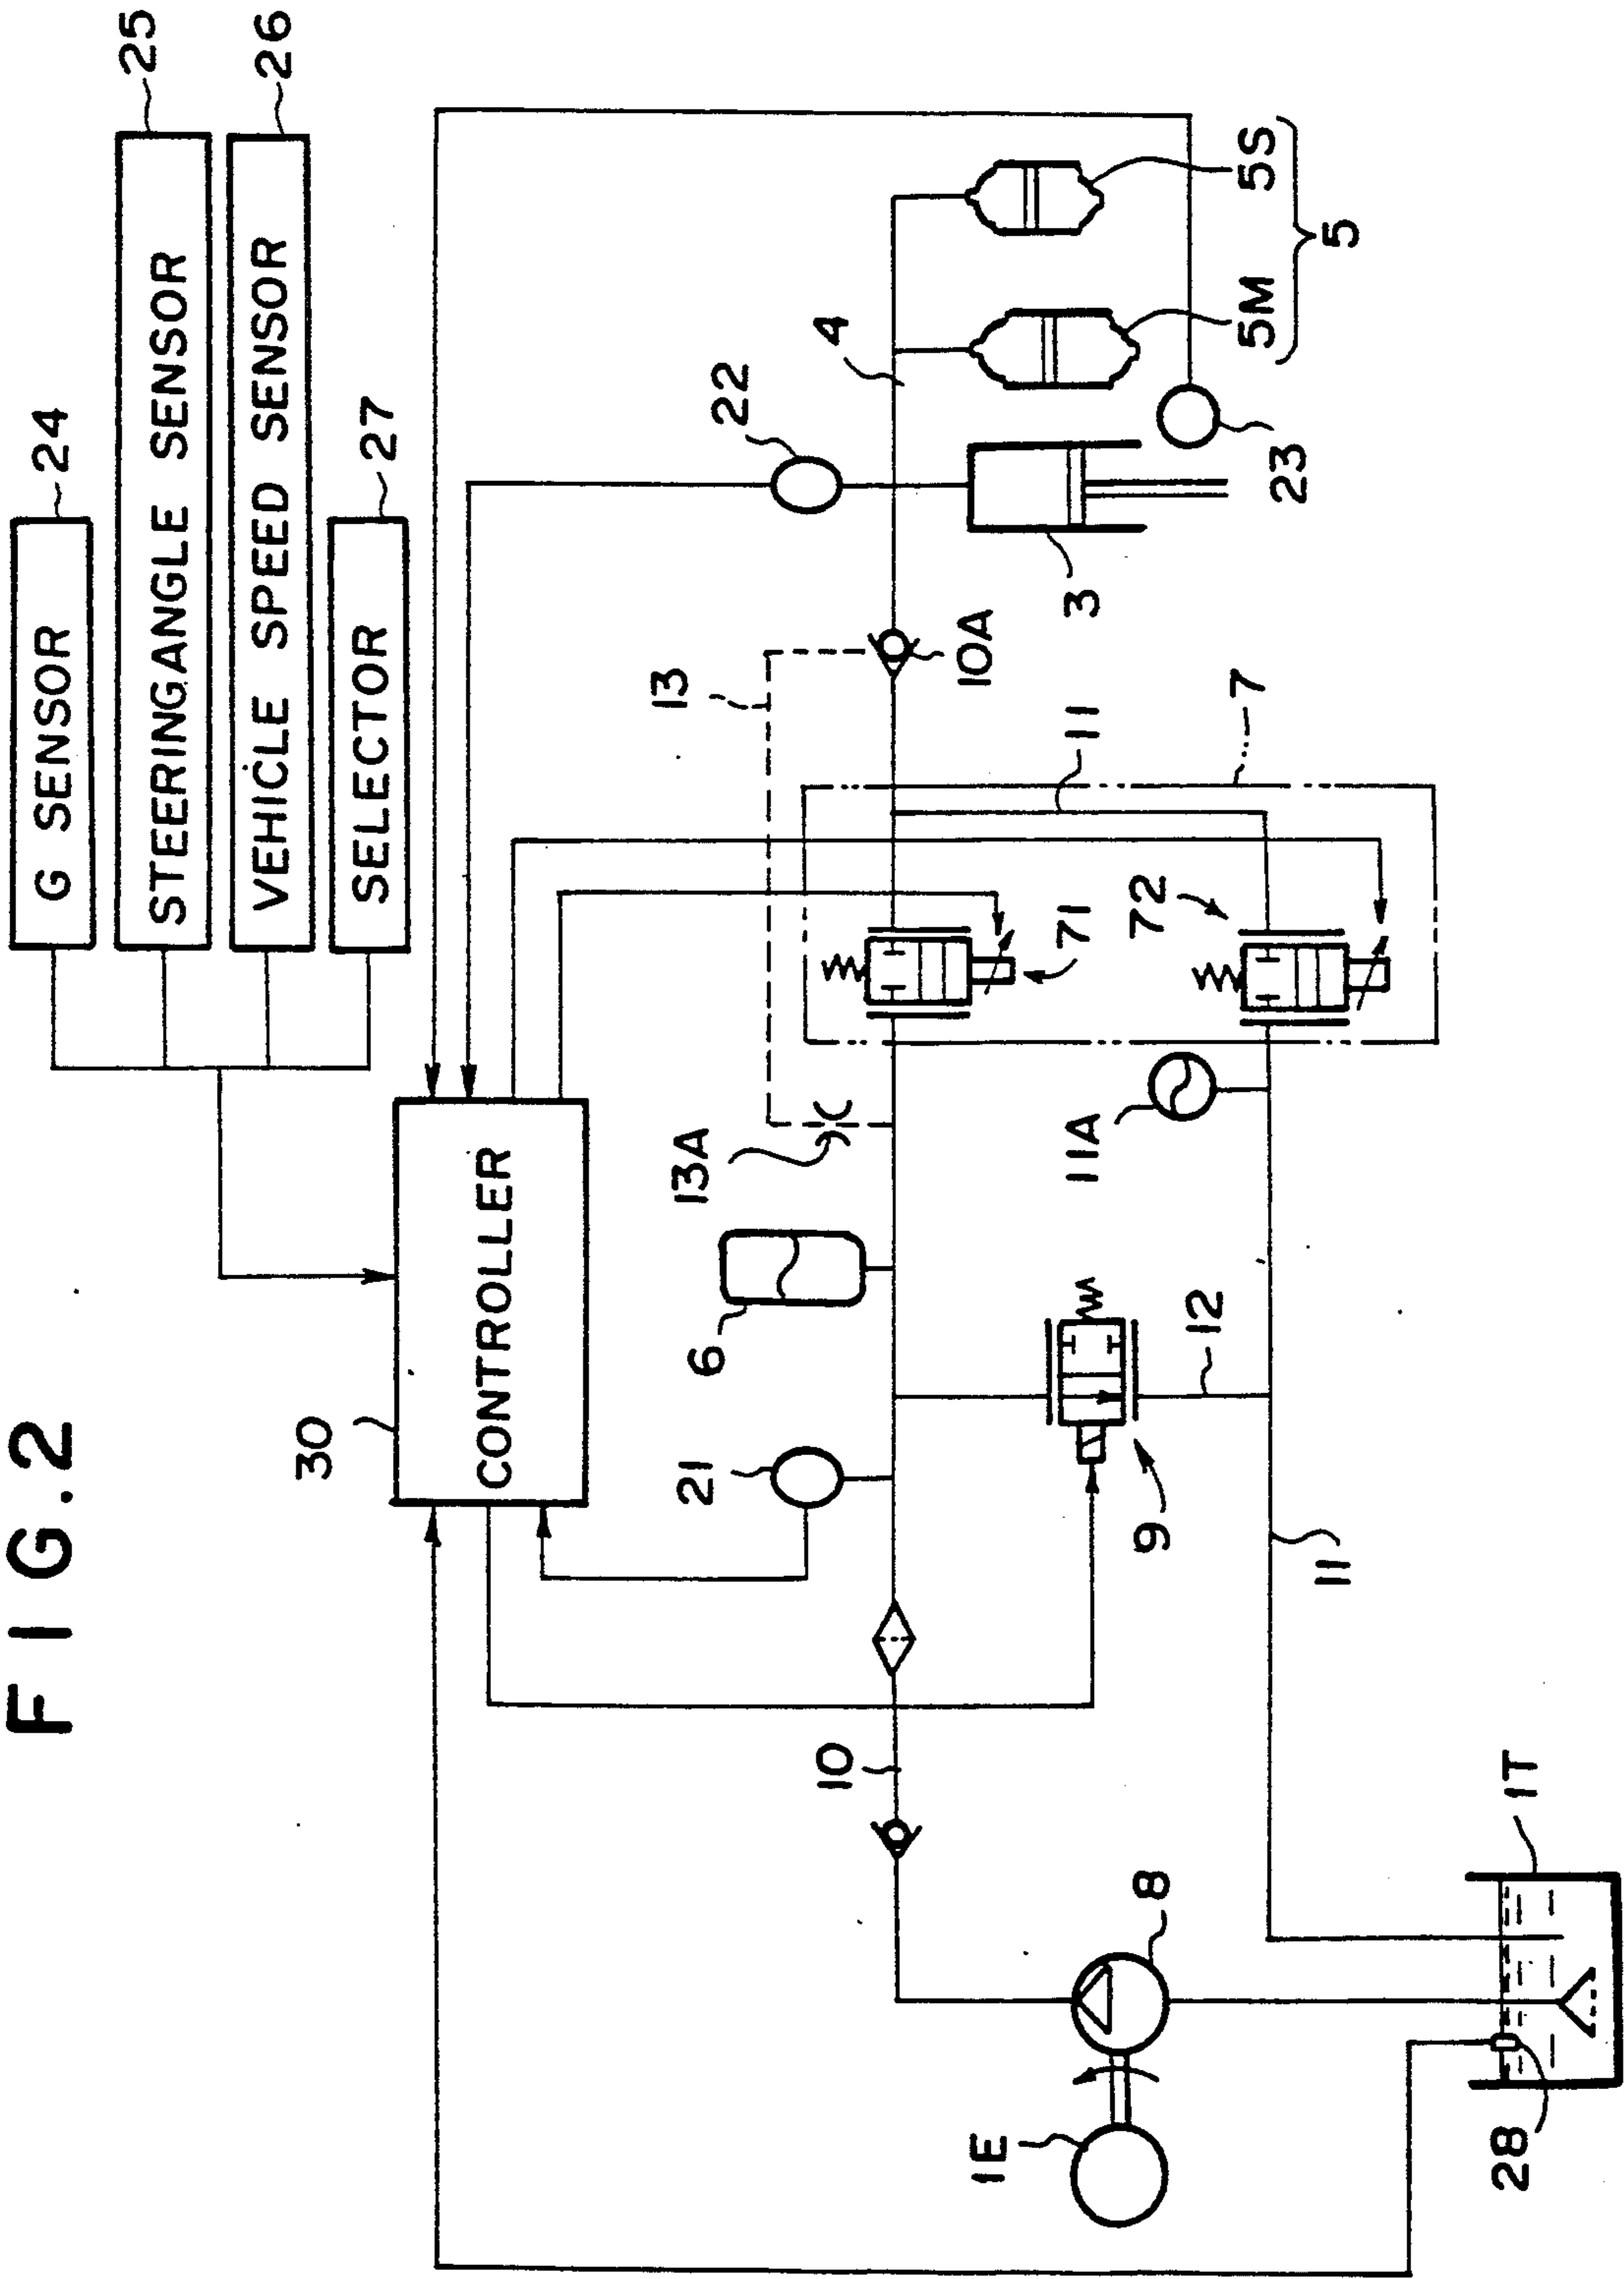 FIG.2
G SENSOR
24
STEERINGANGLE SENSOR
25
VEHICLE SPEED SENSOR
26
SELECTOR
27
30
CONTROLLER
22
4
13
13A
6
21
10
10A
3
5M
5S
5
23
11
7
71
72
11A
12
9
11
8
1E
1T
28